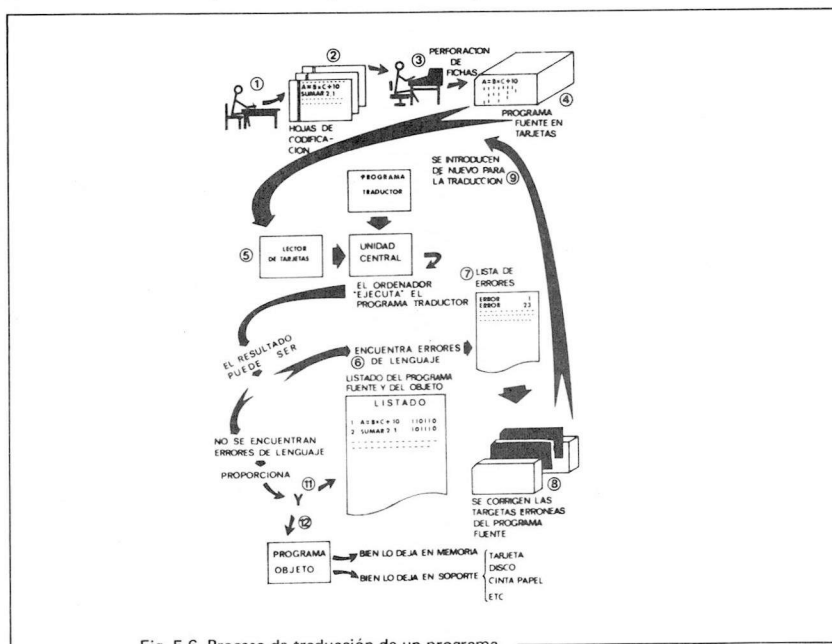 ①
②
A=B×C+10
SUMAR 2,1
HOJAS DE
CODIFICA-
CION
③
PERFORACION
DE
FICHAS
A=B×C+10
④
PROGRAMA
FUENTE EN
TARJETAS
SE INTRODUCEN
DE NUEVO PARA
LA TRADUCCION ⑨
PROGRAMA
TRADUCTOR
⑤
LECTOR
DE TARJETAS
UNIDAD
CENTRAL
EL ORDENADOR
"EJECUTA" EL
PROGRAMA TRADUCTOR
⑦ LISTA DE
ERRORES
ERROR 1
ERROR 23
EL RESULTADO
PUEDE SER
ENCUENTRA ERRORES
⑥ DE LENGUAJE
LISTADO DEL PROGRAMA
FUENTE Y DEL OBJETO
LISTADO
1 A=B×C+10 110110
2 SUMAR 2 1 101110
NO SE ENCUENTRAN
ERRORES DE LENGUAJE
PROPORCIONA
⑪
Y
⑫
⑧
SE CORRIGEN LAS
TARGETAS ERRONEAS
DEL PROGRAMA
FUENTE
PROGRAMA
OBJETO
BIEN LO DEJA EN MEMORIA
BIEN LO DEJA EN SOPORTE
TARJETA
DISCO
CINTA PAPEL
ETC
Fig. 5.6. Proceso de traducción de un programa